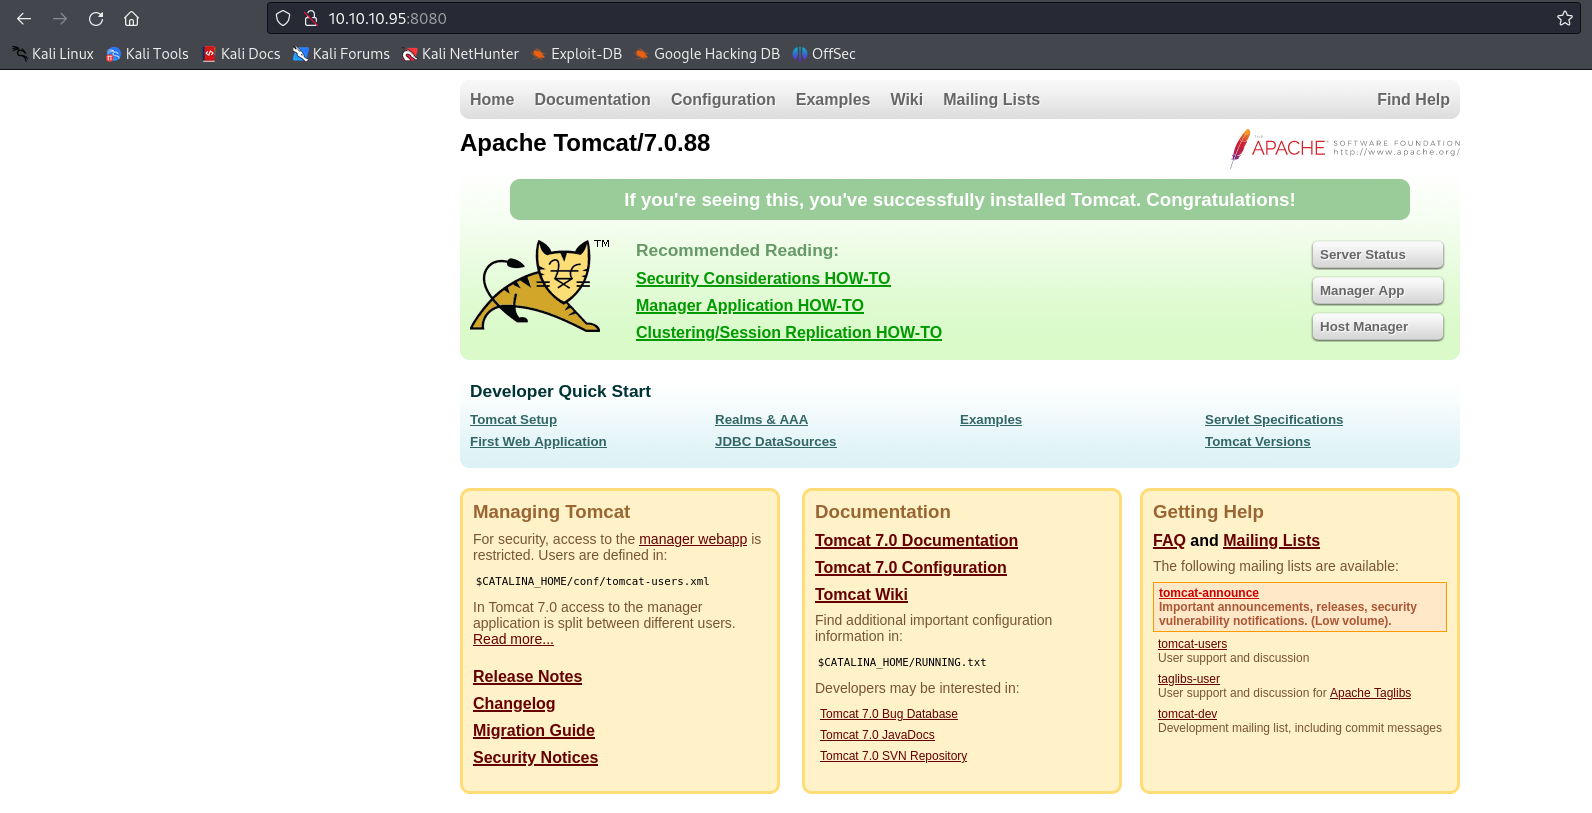 10.10.10.95:8080
Kali Linux Kali Tools Kali Docs Kali Forums Kali NetHunter Exploit-DB Google Hacking DB OffSec
Home Documentation Configuration Examples Wiki Mailing Lists Find Help
Apache Tomcat/7.0.88
THE APACHE SOFTWARE FOUNDATION
http://www.apache.org/
If you're seeing this, you've successfully installed Tomcat. Congratulations!
TM
Recommended Reading:
Security Considerations HOW-TO
Manager Application HOW-TO
Clustering/Session Replication HOW-TO
Server Status
Manager App
Host Manager
Developer Quick Start
Tomcat Setup
First Web Application
Realms & AAA
JDBC DataSources
Examples
Servlet Specifications
Tomcat Versions
Managing Tomcat
For security, access to the manager webapp is
restricted. Users are defined in:
$CATALINA_HOME/conf/tomcat-users.xml
In Tomcat 7.0 access to the manager
application is split between different users.
Read more...
Release Notes
Changelog
Migration Guide
Security Notices
Documentation
Tomcat 7.0 Documentation
Tomcat 7.0 Configuration
Tomcat Wiki
Find additional important configuration
information in:
$CATALINA_HOME/RUNNING.txt
Developers may be interested in:
Tomcat 7.0 Bug Database
Tomcat 7.0 JavaDocs
Tomcat 7.0 SVN Repository
Getting Help
FAQ and Mailing Lists
The following mailing lists are available:
tomcat-announce
Important announcements, releases, security
vulnerability notifications. (Low volume).
tomcat-users
User support and discussion
taglibs-user
User support and discussion for Apache Taglibs
tomcat-dev
Development mailing list, including commit messages